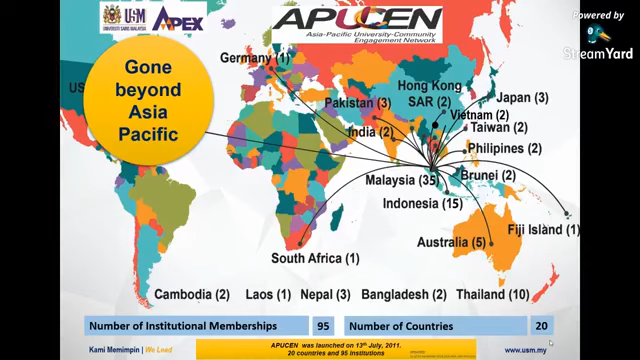 USM
UNIVERSITI SAINS MALAYSIA
APEX
APUCEN
Asia-Pacific University-Community
Engagement Network
Powered by
StreamYard
Gone
beyond
Asia
Pacific
US
Germany (1)
Pakistan (3)
India (2)
Hong Kong
SAR (2)
Japan (3)
Vietnam (2)
Taiwan (2)
Philipines (2)
Malaysia (35)
Brunei (2)
Indonesia (15)
Fiji Island (1)
Australia (5)
South Africa (1)
Cambodia (2) Laos (1) Nepal (3) Bangladesh (2) Thailand (10)
Number of Institutional Memberships 95 Number of Countries 20
Kami Memimpin | We Lead
APUCEN was launched on 13th July, 2011.
20 countries and 95 Institutions
www.usm.my